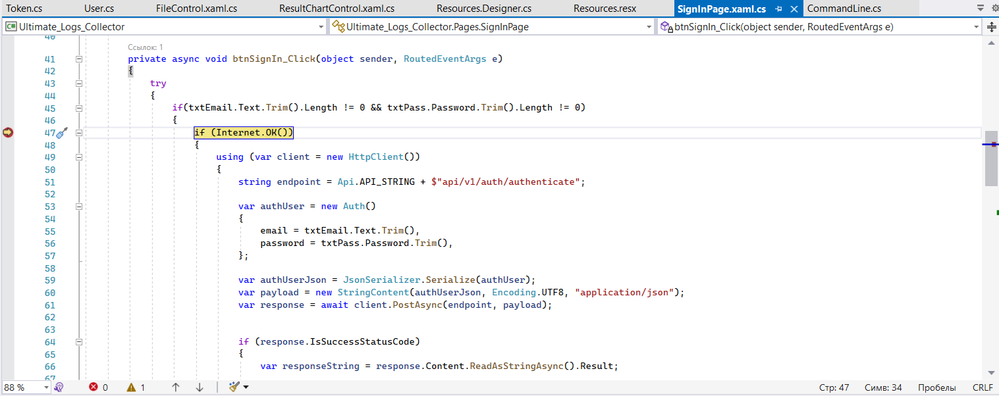 Token.cs User.cs FileControl.xaml.cs ResultChartControl.xaml.cs Resources.Designer.cs Resources.resx SignInPage.xaml.cs CommandLine.cs
C# Ultimate_Logs_Collector Ultimate_Logs_Collector.Pages.SignInPage btnSignIn_Click(object sender, RoutedEventArgs e)
40
Ссылок: 1
41 private async void btnSignIn_Click(object sender, RoutedEventArgs e)
42 {
43 try
44 {
45 if(txtEmail.Text.Trim().Length != 0 && txtPass.Password.Trim().Length != 0)
46 {
47 if (Internet.OK())
48 {
49 using (var client = new HttpClient())
50 {
51 string endpoint = Api.API_STRING + $"api/v1/auth/authenticate";
52
53 var authUser = new Auth()
54 {
55 email = txtEmail.Text.Trim(),
56 password = txtPass.Password.Trim(),
57 };
58
59 var authUserJson = JsonSerializer.Serialize(authUser);
60 var payload = new StringContent(authUserJson, Encoding.UTF8, "application/json");
61 var response = await client.PostAsync(endpoint, payload);
62
63
64 if (response.IsSuccessStatusCode)
65 {
66 var responseString = response.Content.ReadAsStringAsync().Result;
67
88 % 0 1 Стр: 47 Симв: 34 Пробелы CRLF